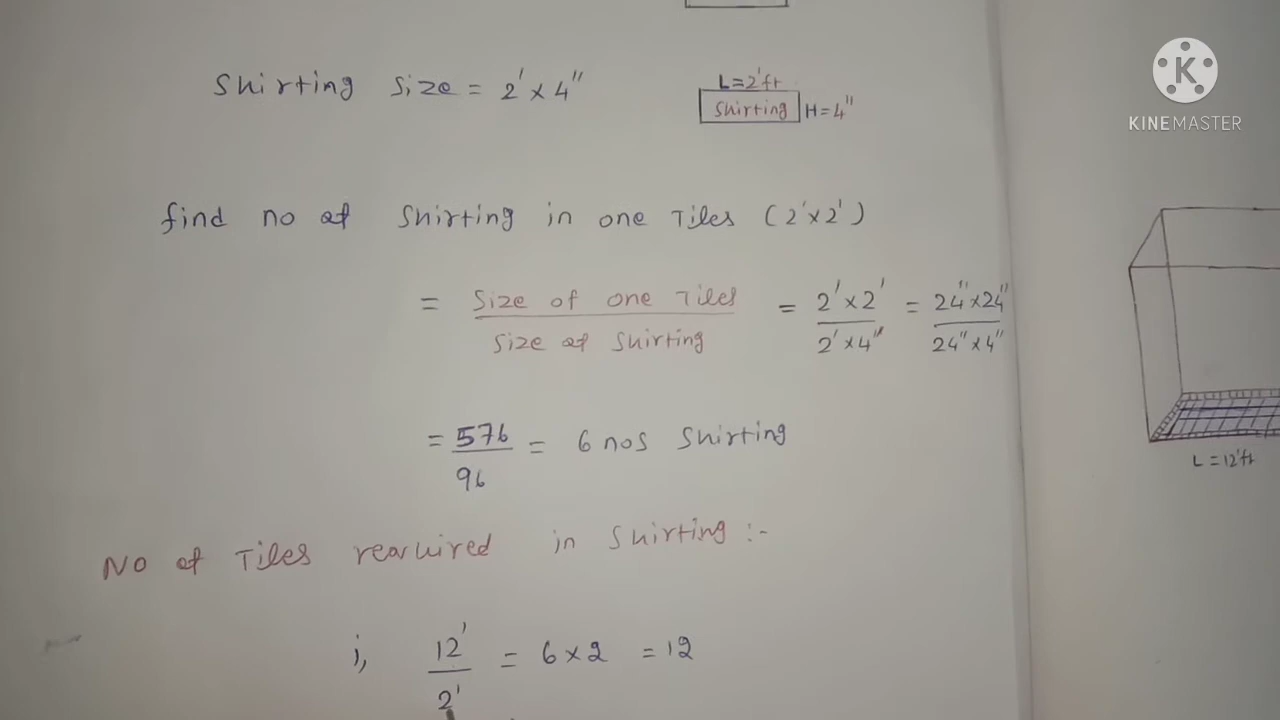 KINEMASTER
Skirting Size = 2' x 4"
L=2'ft
Skirting H=4"
find no of Skirting in one Tiles (2'x2')
= Size of one Tiles / Size of Skirting = 2'x2' / 2'x4" = 24"x24" / 24"x4"
= 576 / 96 = 6 nos Skirting
L=12'ft
No of Tiles rearuired in Skirting :-
i, 12' / 2' = 6x2 = 12